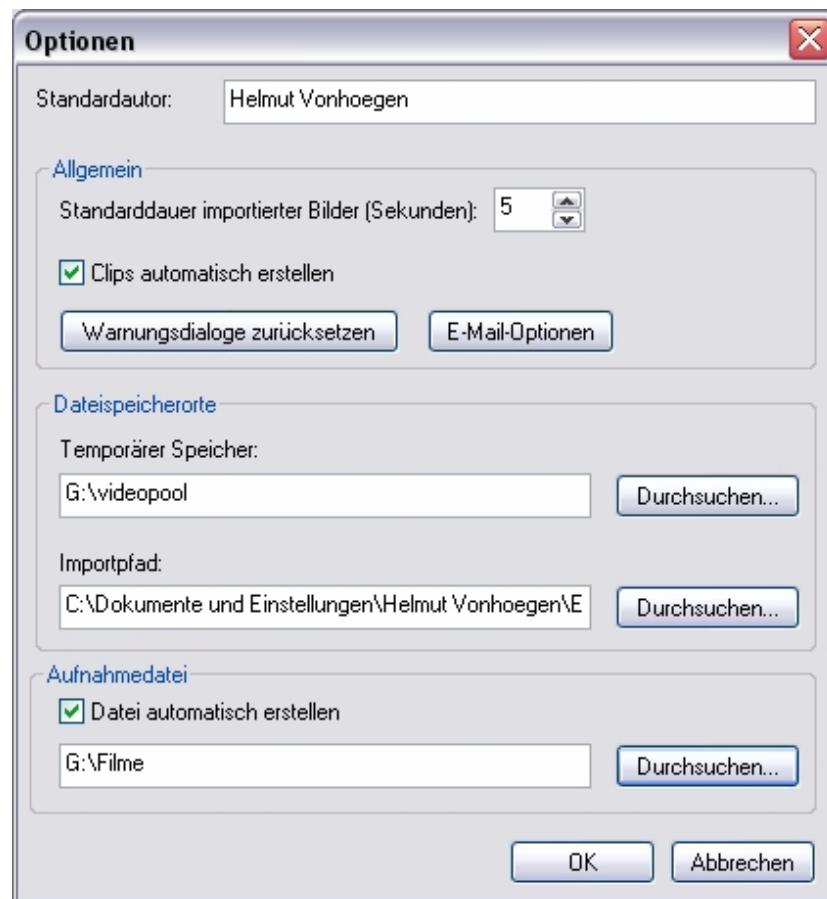 Optionen
Standardautor: Helmut Vonhoegen
Allgemein
Standarddauer importierter Bilder (Sekunden): 5
Clips automatisch erstellen
Warnungsdialoge zurücksetzen E-Mail-Optionen
Dateispeicherorte
Temporärer Speicher:
G:\videopool Durchsuchen...
Importpfad:
C:\Dokumente und Einstellungen\Helmut Vonhoegen\E Durchsuchen...
Aufnahmedatei
Datei automatisch erstellen
G:\Filme Durchsuchen...
OK Abbrechen